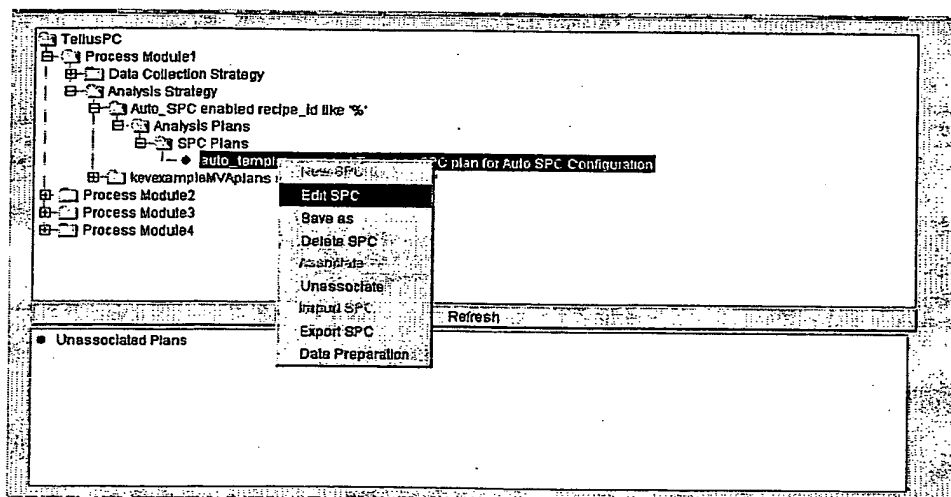 TellusPC
Process Module1
Data Collection Strategy
Analysis Strategy
Auto_SPC enabled recipe_id like '%'
Analysis Plans
SPC Plans
auto_templ SPC plan for Auto SPC Configuration
kevexampleMVAplans
Process Module2
Process Module3
Process Module4
New SPC
Edit SPC
Save as
Delete SPC
Associate
Unassociate
Import SPC
Export SPC
Data Preparation
Refresh
Unassociated Plans